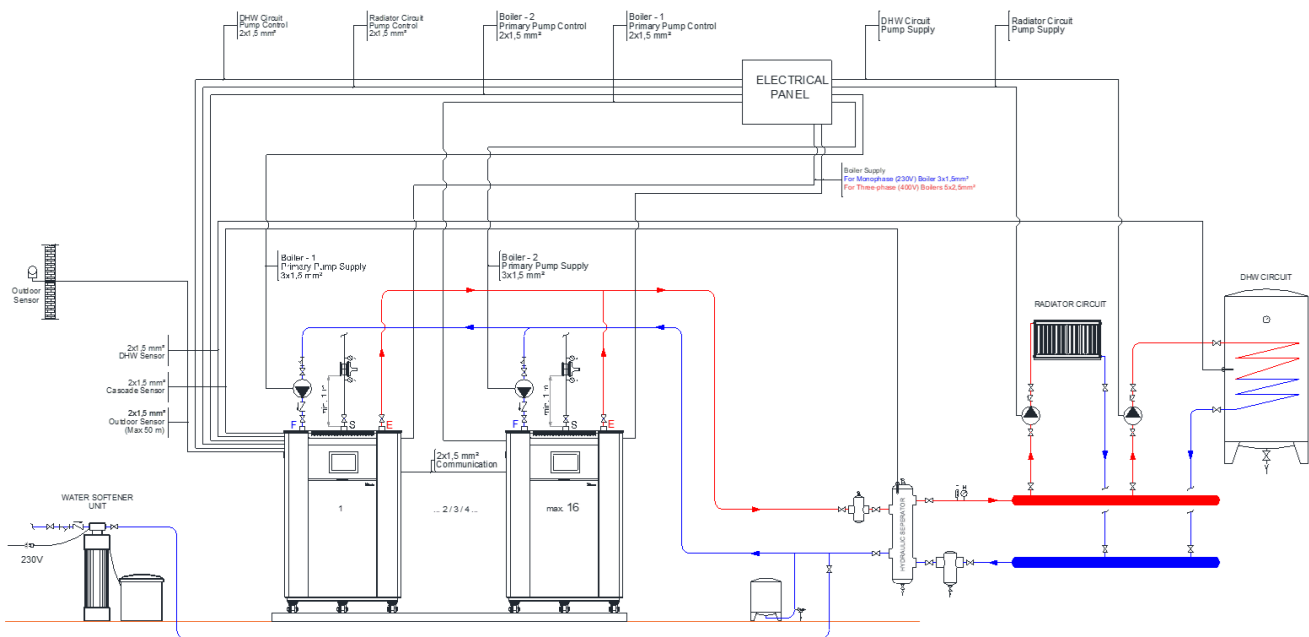 DHW Circuit
Pump Control
2x1,5 mm²
Radiator Circuit
Pump Control
2x1,5 mm²
Boiler - 2
Primary Pump Control
2x1,5 mm²
Boiler - 1
Primary Pump Control
2x1,5 mm²
DHW Circuit
Pump Supply
Radiator Circuit
Pump Supply
ELECTRICAL
PANEL
Boiler Supply
For Monophase (230V) Boiler 3x1,5mm²
For Three-phase (400V) Boilers 5x2,5mm²
Boiler - 1
Primary Pump Supply
3x1,5 mm²
Boiler - 2
Primary Pump Supply
3x1,5 mm²
Outdoor
Sensor
DHW CIRCUIT
RADIATOR CIRCUIT
2x1,5 mm²
DHW Sensor
2x1,5 mm²
Cascade Sensor
2x1,5 mm²
Outdoor Sensor
(Max 50 m)
min. 1 m
min. 1 m
F
S
E
F
S
E
2x1,5 mm²
Communication
1
... 2 / 3 / 4 ...
max. 16
WATER SOFTENER
UNIT
230V
HYDRAULIC SEPERATOR